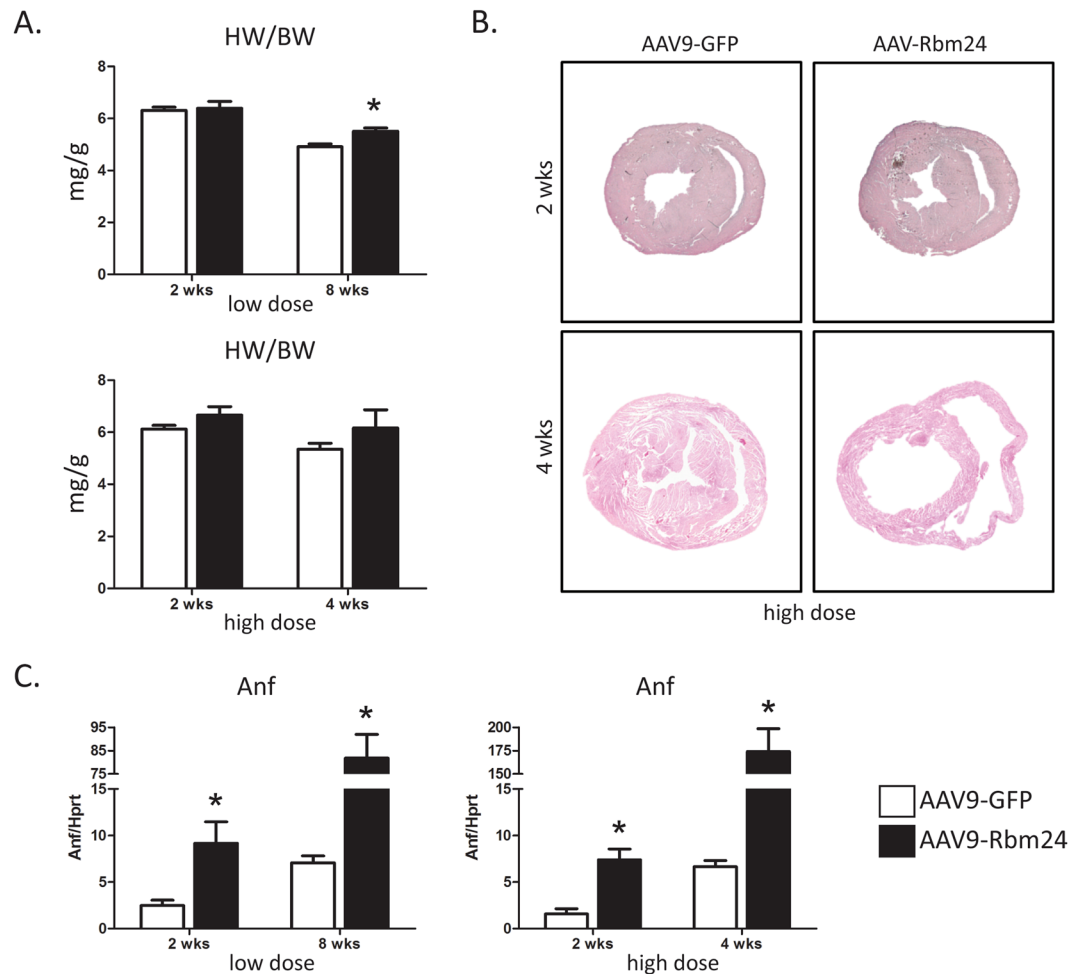 A.
HW/BW
mg/g
8
6
4
2
0
*
2 wks
8 wks
low dose
HW/BW
mg/g
8
6
4
2
0
2 wks
4 wks
high dose
B.
AAV9-GFP
AAV-Rbm24
2 wks
4 wks
high dose
C.
Anf
Anf/Hprt
95
85
75
15
10
5
0
*
*
2 wks
8 wks
low dose
Anf
Anf/Hprt
200
175
150
15
10
5
0
*
*
2 wks
4 wks
high dose
AAV9-GFP
AAV9-Rbm24